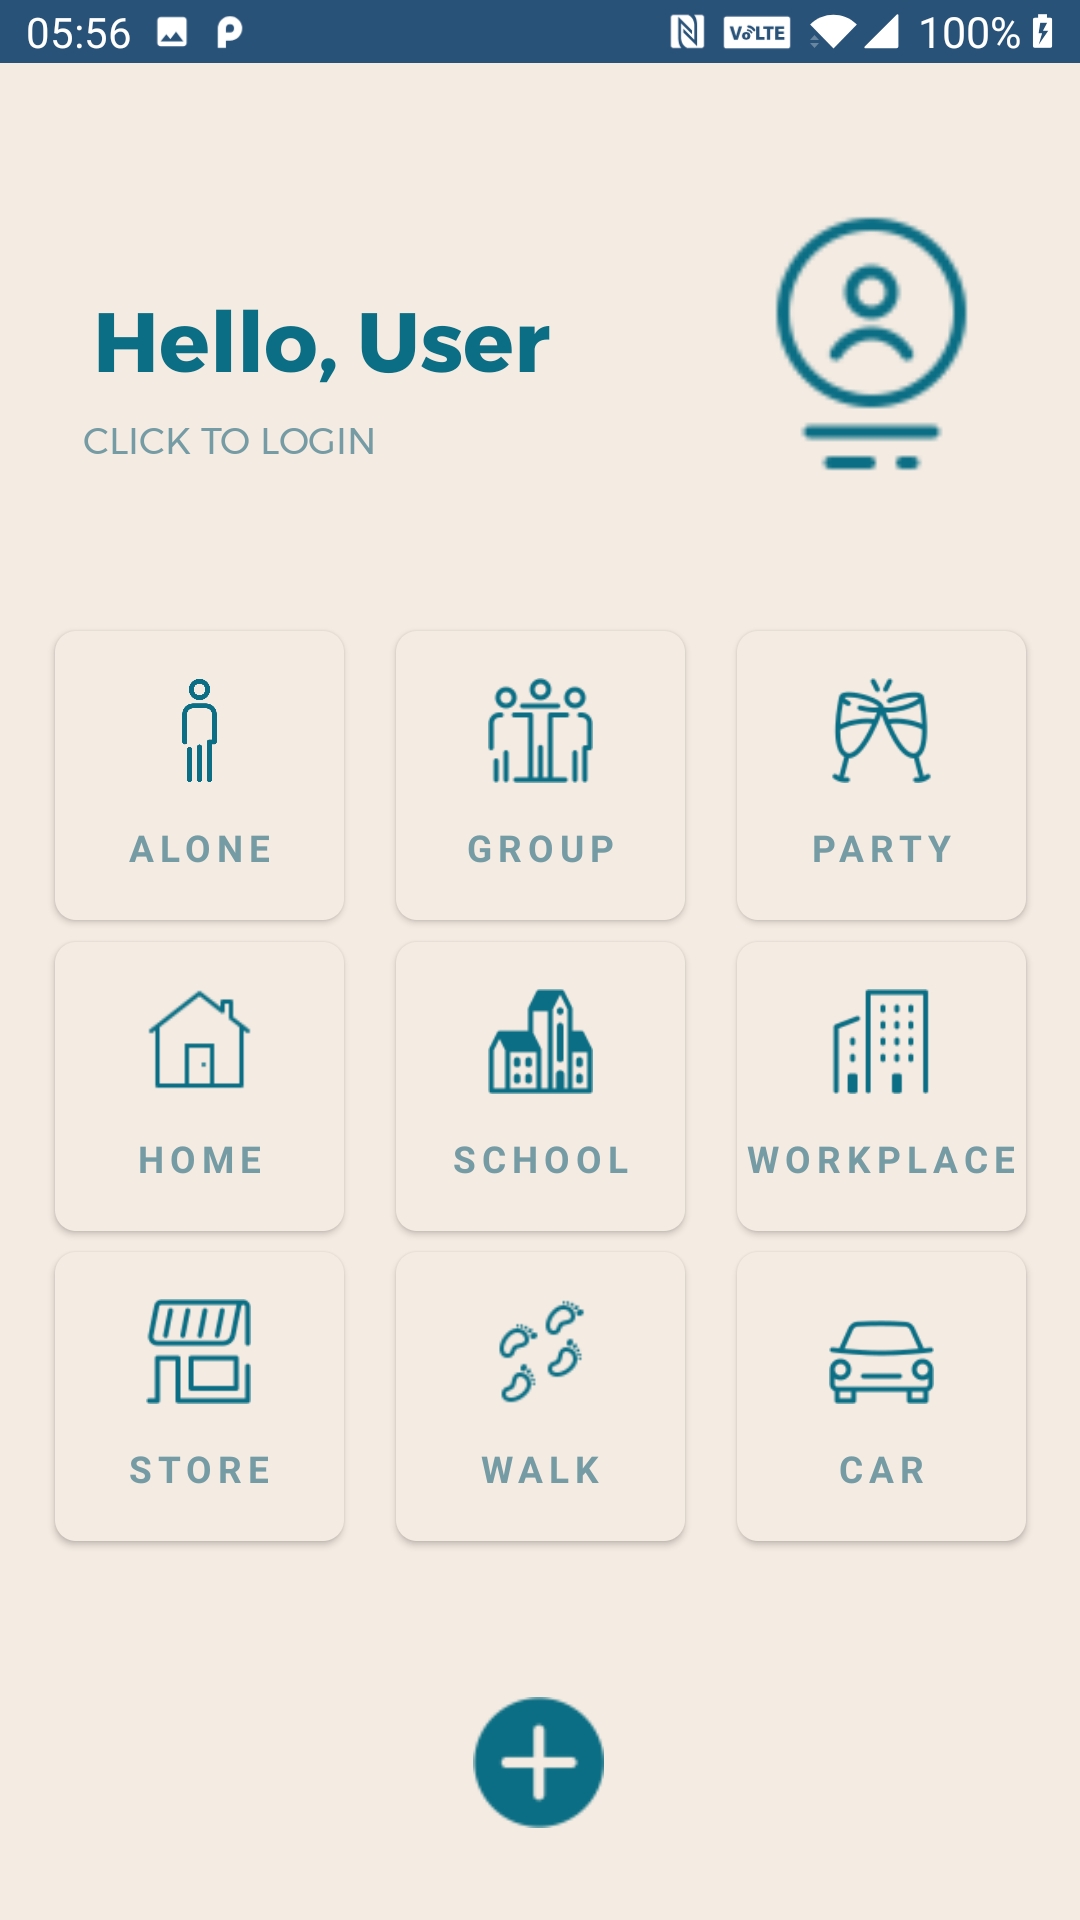 05:56 VoLTE 100%
Hello, User
CLICK TO LOGIN
ALONE GROUP PARTY
HOME SCHOOL WORKPLACE
STORE WALK CAR